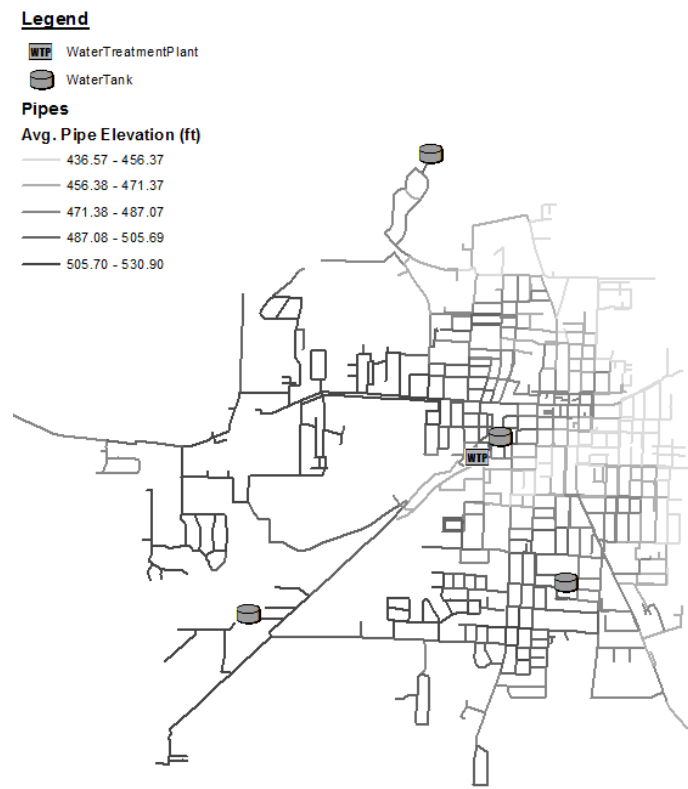 Legend
WTP WaterTreatmentPlant
WaterTank
Pipes
Avg. Pipe Elevation (ft)
436.57 - 456.37
456.38 - 471.37
471.38 - 487.07
487.08 - 505.69
505.70 - 530.90
WTP